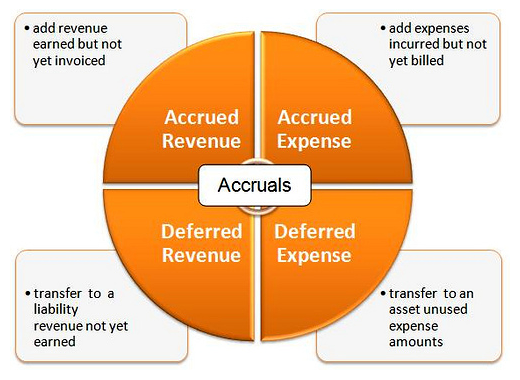 • add revenue
earned but not
yet invoiced
• add expenses
incurred but not
yet billed
Accrued
Revenue
Accrued
Expense
Accruals
Deferred
Revenue
Deferred
Expense
• transfer to a
liability
revenue not yet
earned
• transfer to an
asset unused
expense
amounts